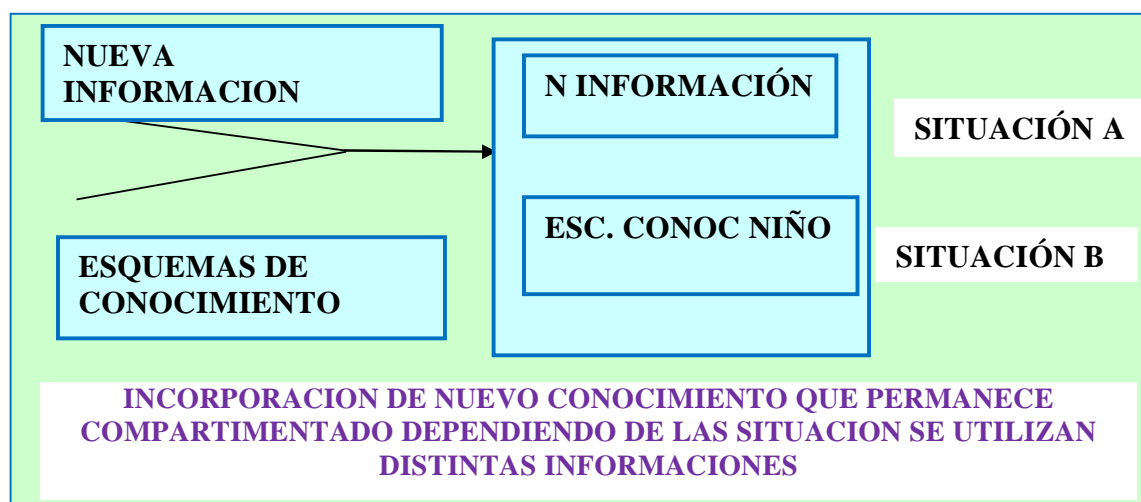 NUEVA
INFORMACION
ESQUEMAS DE
CONOCIMIENTO
N INFORMACIÓN
ESC. CONOC NIÑO
SITUACIÓN A
SITUACIÓN B
INCORPORACION DE NUEVO CONOCIMIENTO QUE PERMANECE
COMPARTIMENTADO DEPENDIENDO DE LAS SITUACION SE UTILIZAN
DISTINTAS INFORMACIONES